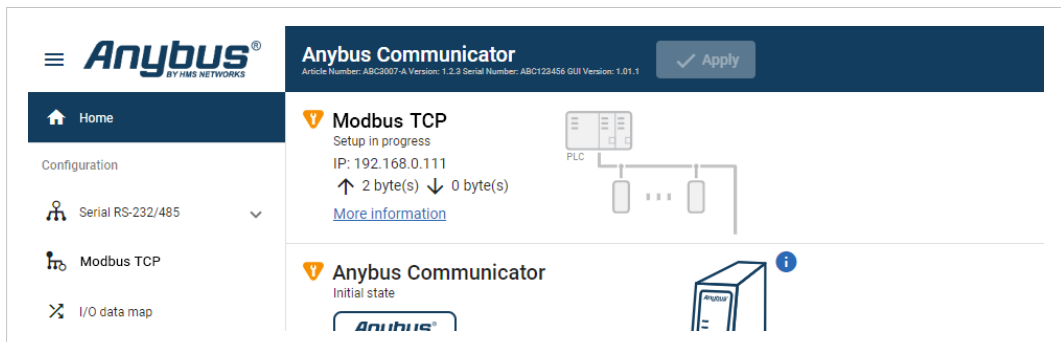 Anybus®
BY HMS NETWORKS
Anybus Communicator
Article Number: ABC3007-A Version: 1.2.3 Serial Number: ABC123456 GUI Version: 1.01.1
Apply
Home
Configuration
Serial RS-232/485
Modbus TCP
I/O data map
Modbus TCP
Setup in progress
IP: 192.168.0.111
2 byte(s) 0 byte(s)
More information
PLC
Anybus Communicator
Initial state
Anybus®
Anybus